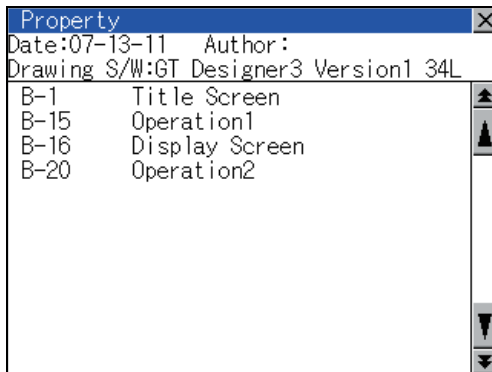 Property
Date:07-13-11 Author:
Drawing S/W:GT Designer3 Version1 34L
B-1 Title Screen
B-15 Operation1
B-16 Display Screen
B-20 Operation2